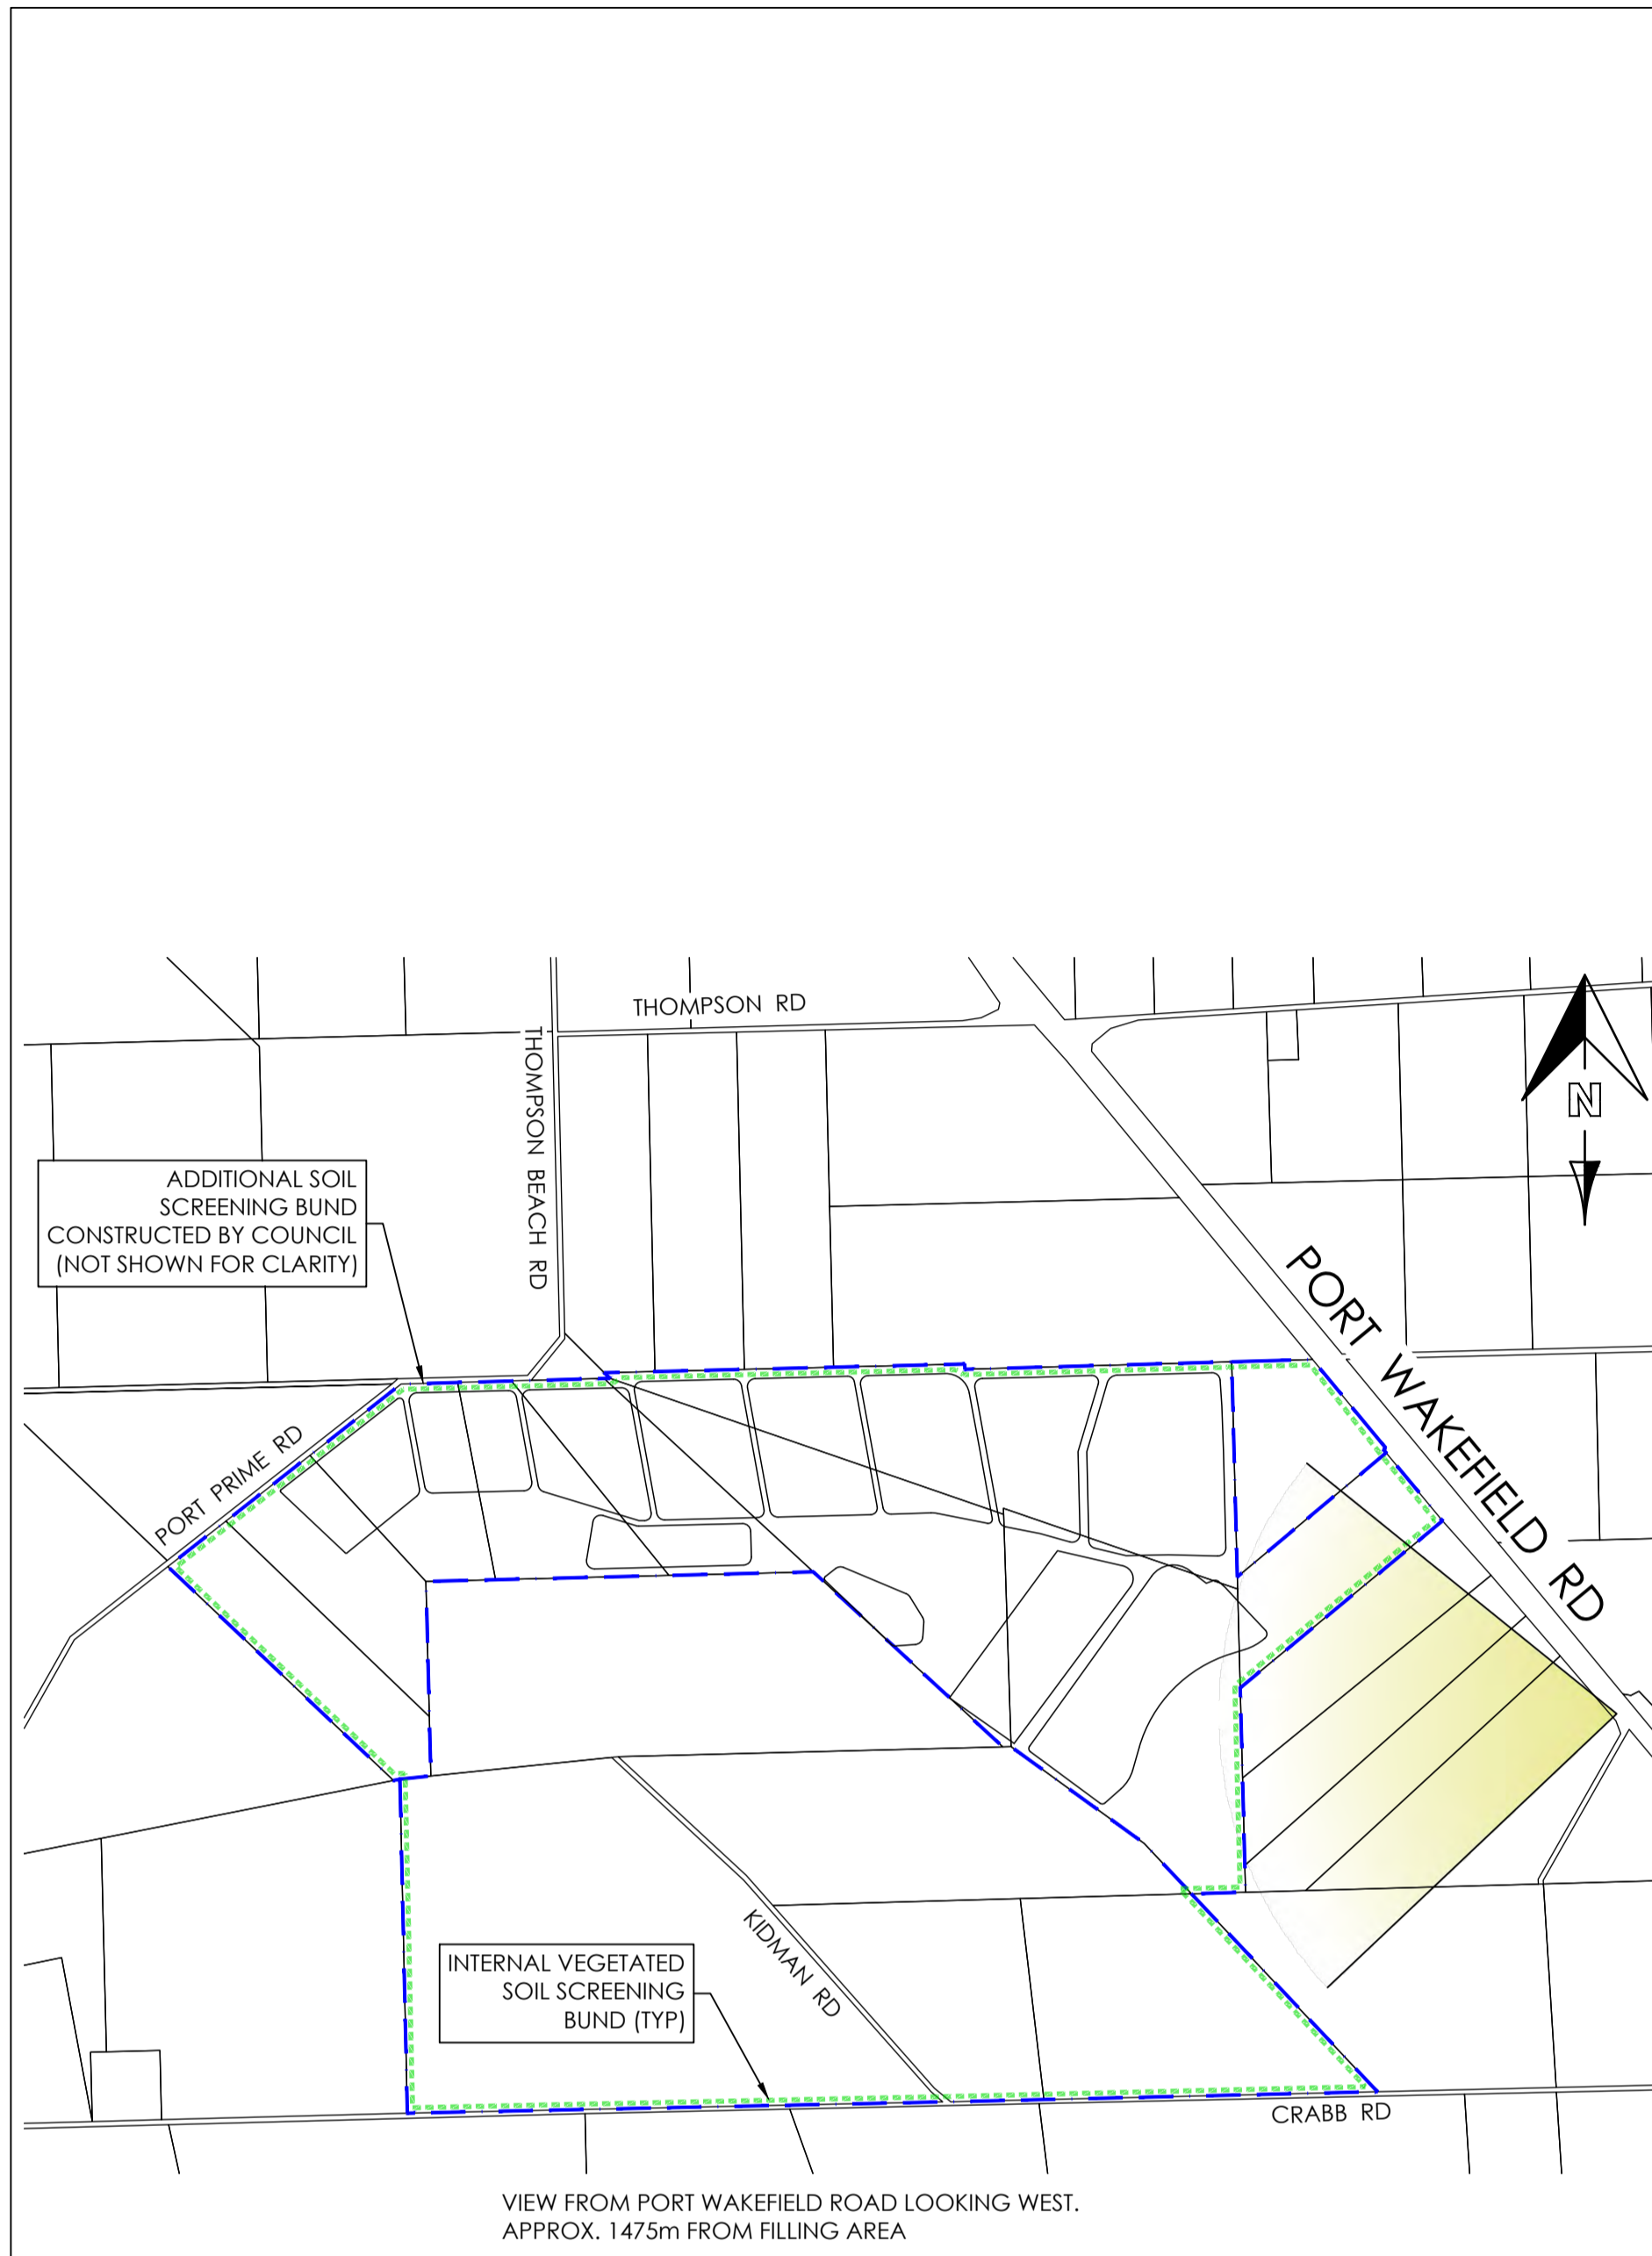 THOMPSON RD
THOMPSON BEACH RD
N
ADDITIONAL SOIL
SCREENING BUND
CONSTRUCTED BY COUNCIL
(NOT SHOWN FOR CLARITY)
PORT WAKEFIELD RD
PORT PRIME RD
KIDMAN RD
INTERNAL VEGETATED
SOIL SCREENING
BUND (TYP)
CRABB RD
VIEW FROM PORT WAKEFIELD ROAD LOOKING WEST.
APPROX. 1475m FROM FILLING AREA